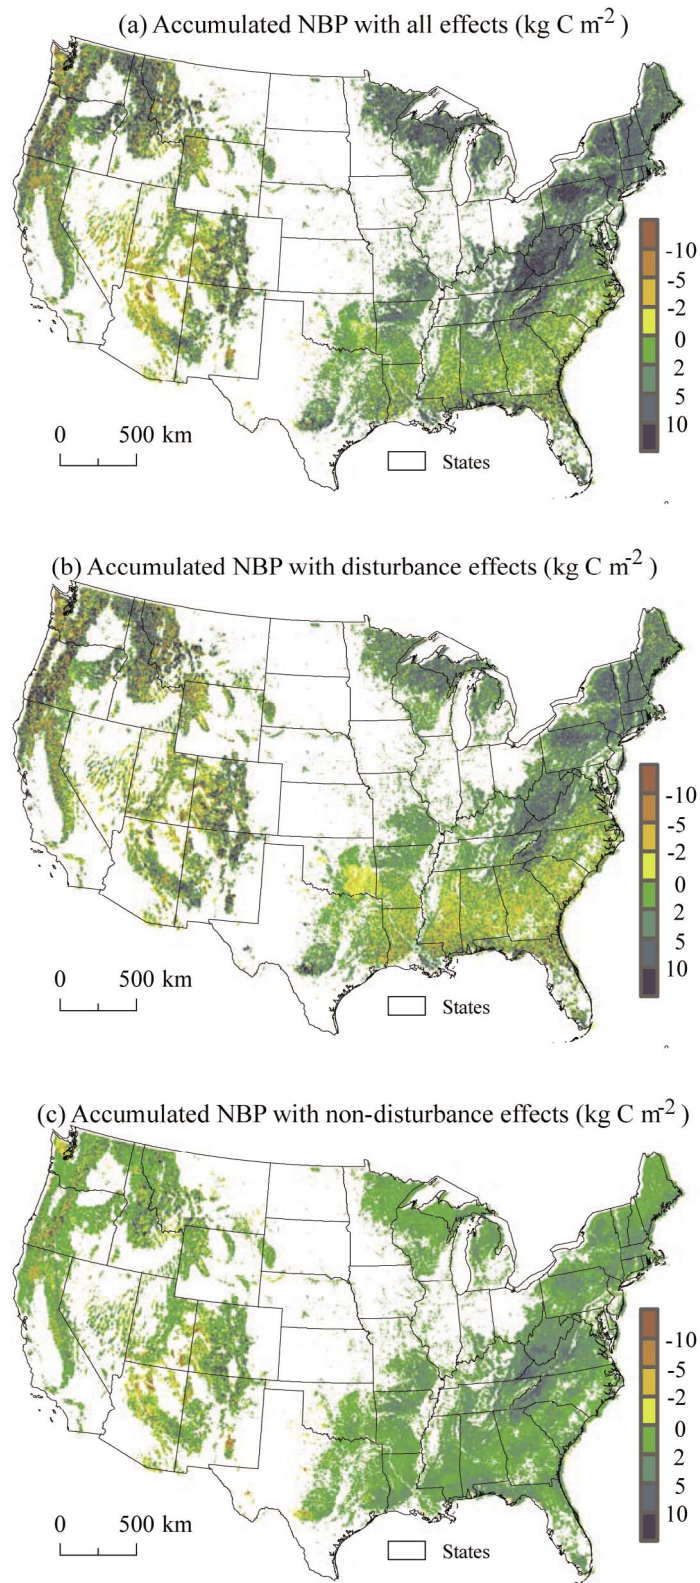 (a) Accumulated NBP with all effects (kg C m-2 )
-10
-5
-2
0
2
5
10
0 500 km
States
(b) Accumulated NBP with disturbance effects (kg C m-2 )
-10
-5
-2
0
2
5
10
0 500 km
States
(c) Accumulated NBP with non-disturbance effects (kg C m-2 )
-10
-5
-2
0
2
5
10
0 500 km
States